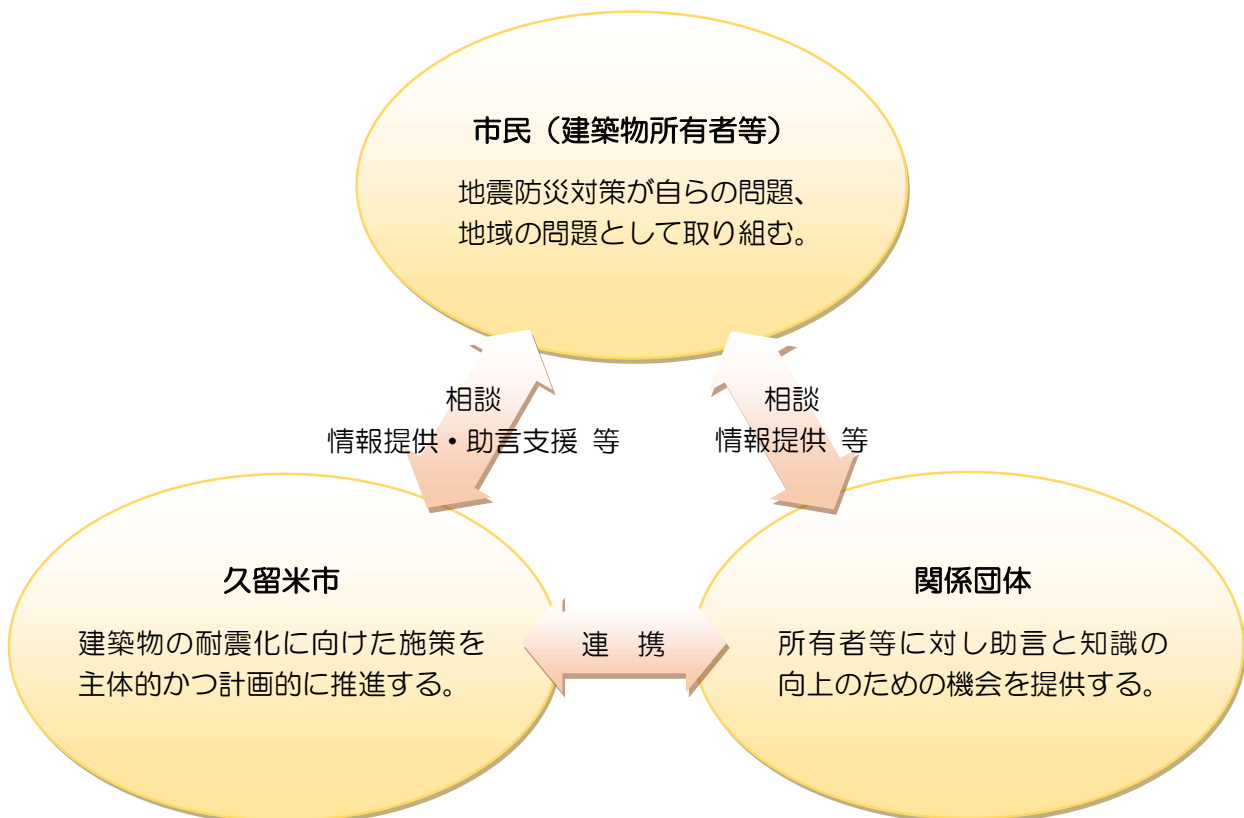 市民（建築物所有者等）
地震防災対策が自らの問題、
地域の問題として取り組む。
相談
情報提供・助言支援 等
相談
情報提供 等
久留米市
建築物の耐震化に向けた施策を
主体的かつ計画的に推進する。
連 携
関係団体
所有者等に対し助言と知識の
向上のための機会を提供する。